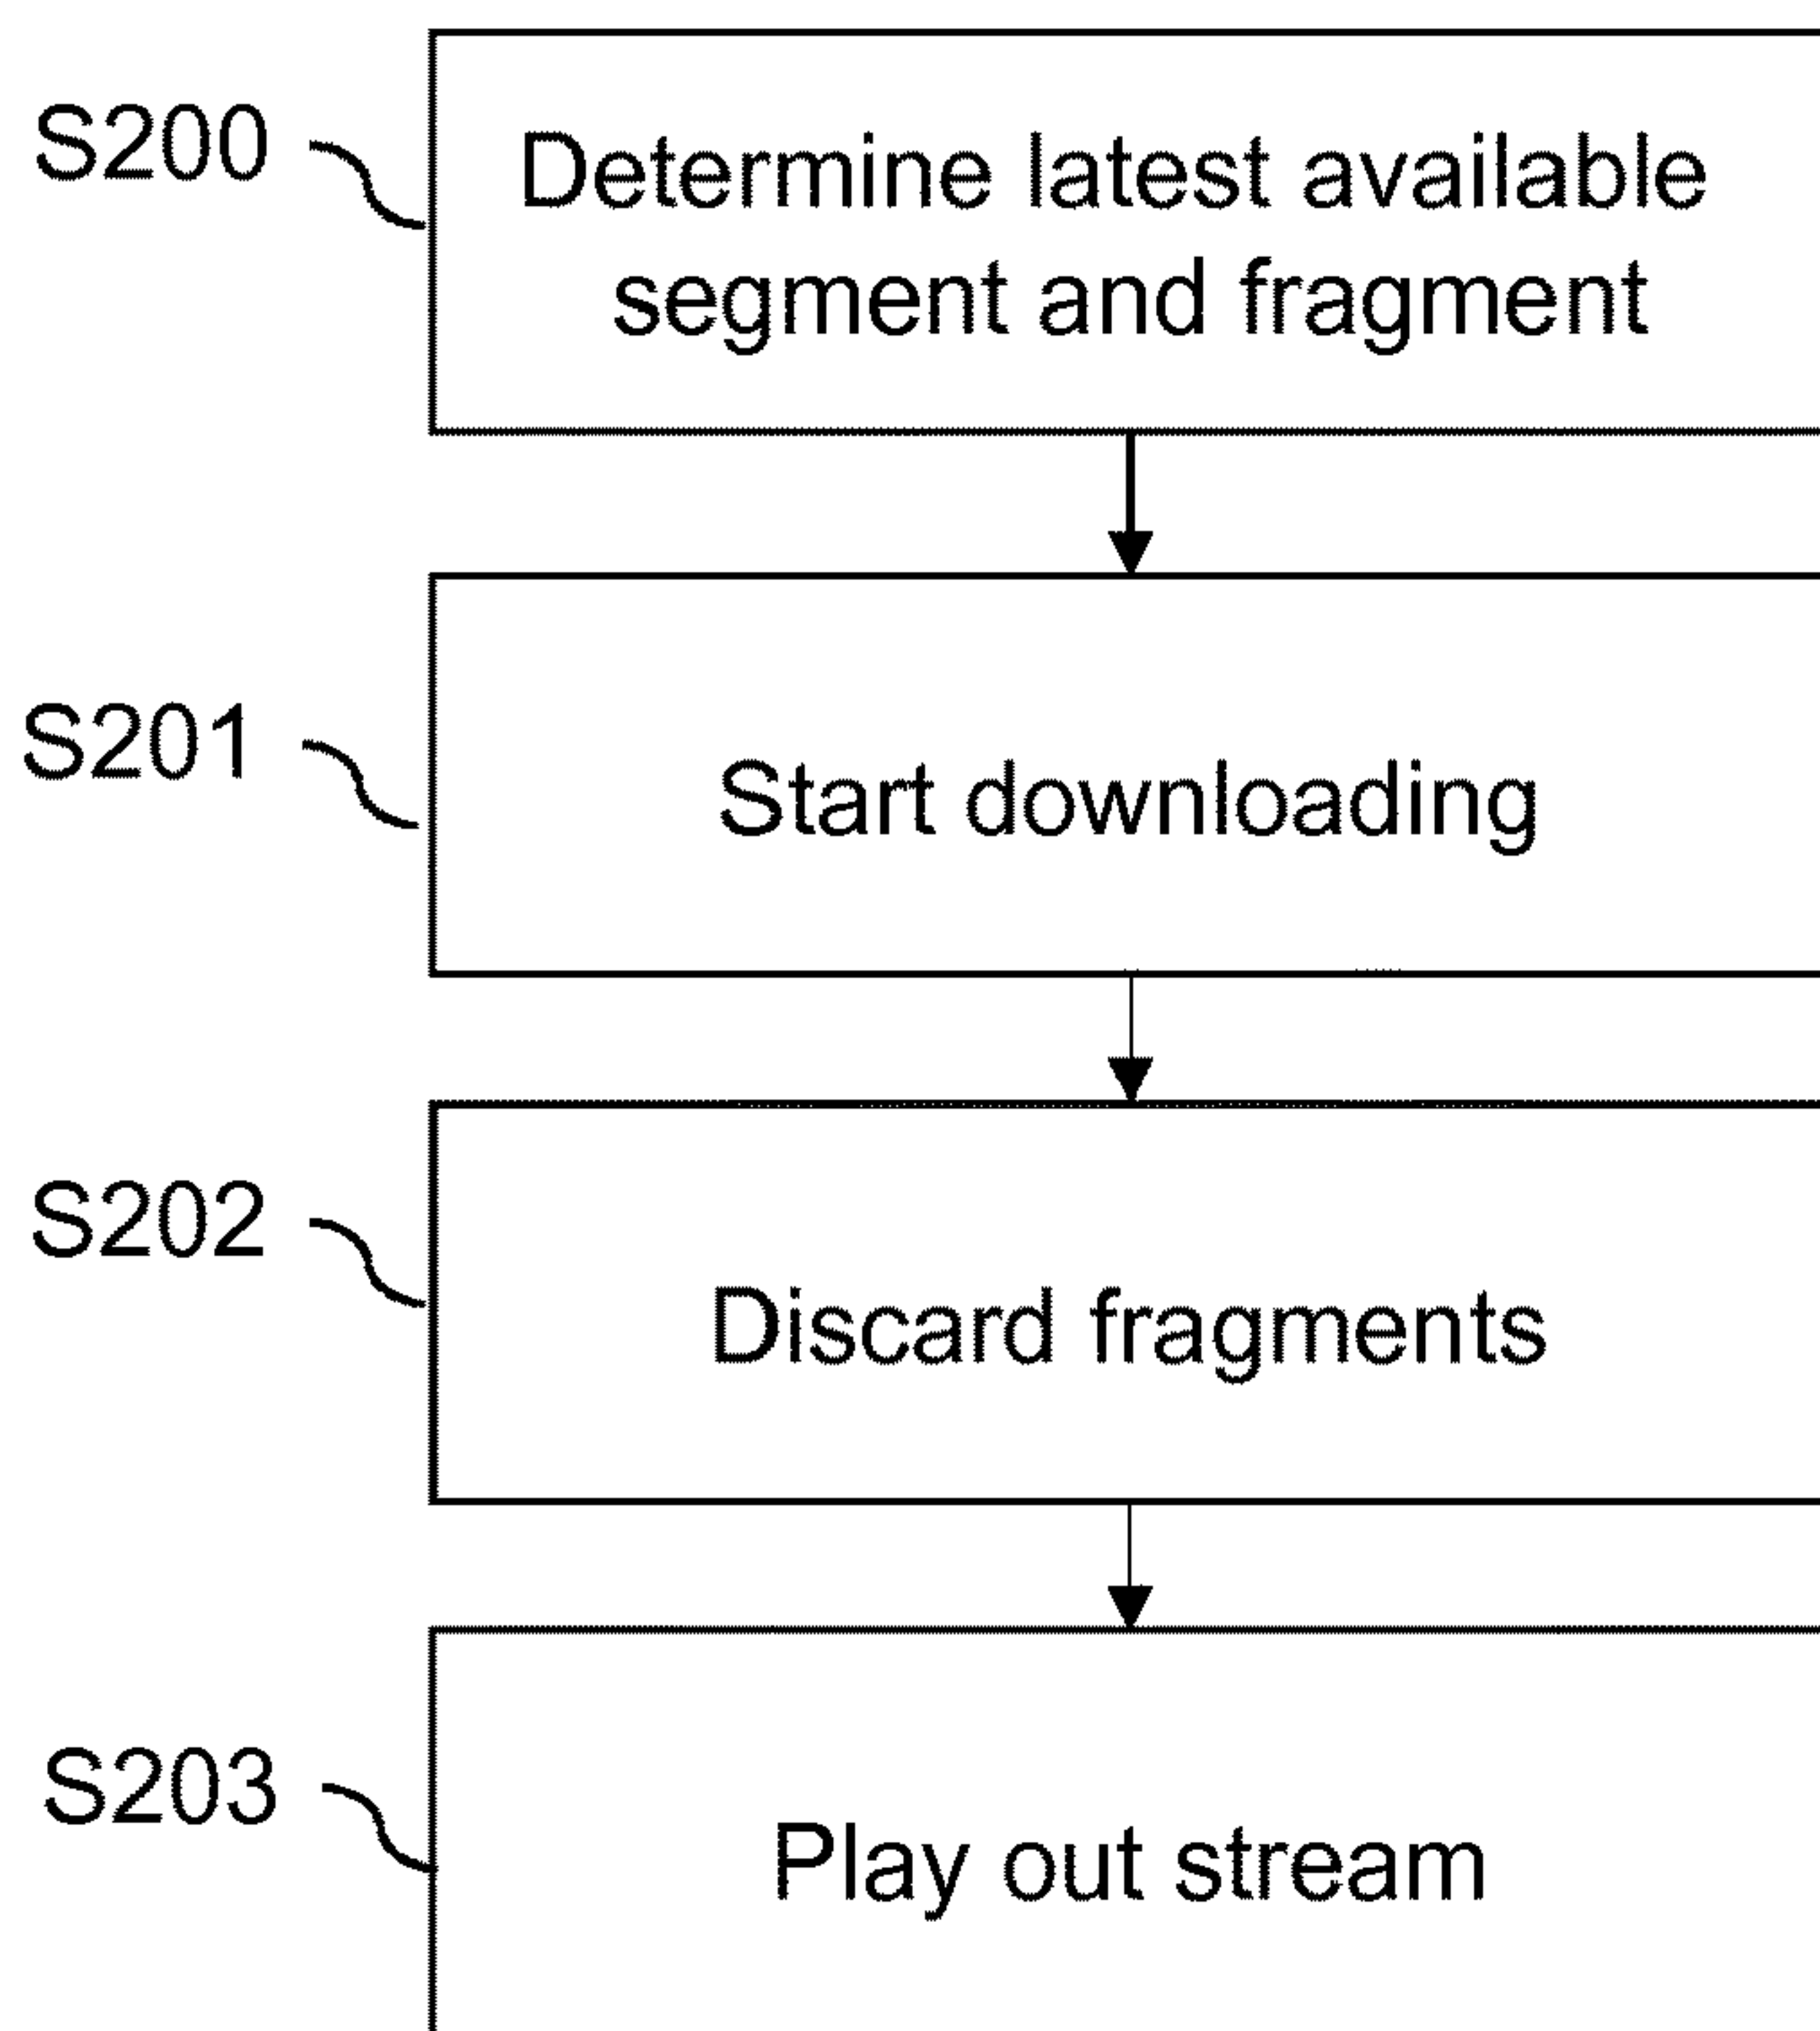 S200
Determine latest available
segment and fragment
S201
Start downloading
S202
Discard fragments
S203
Play out stream